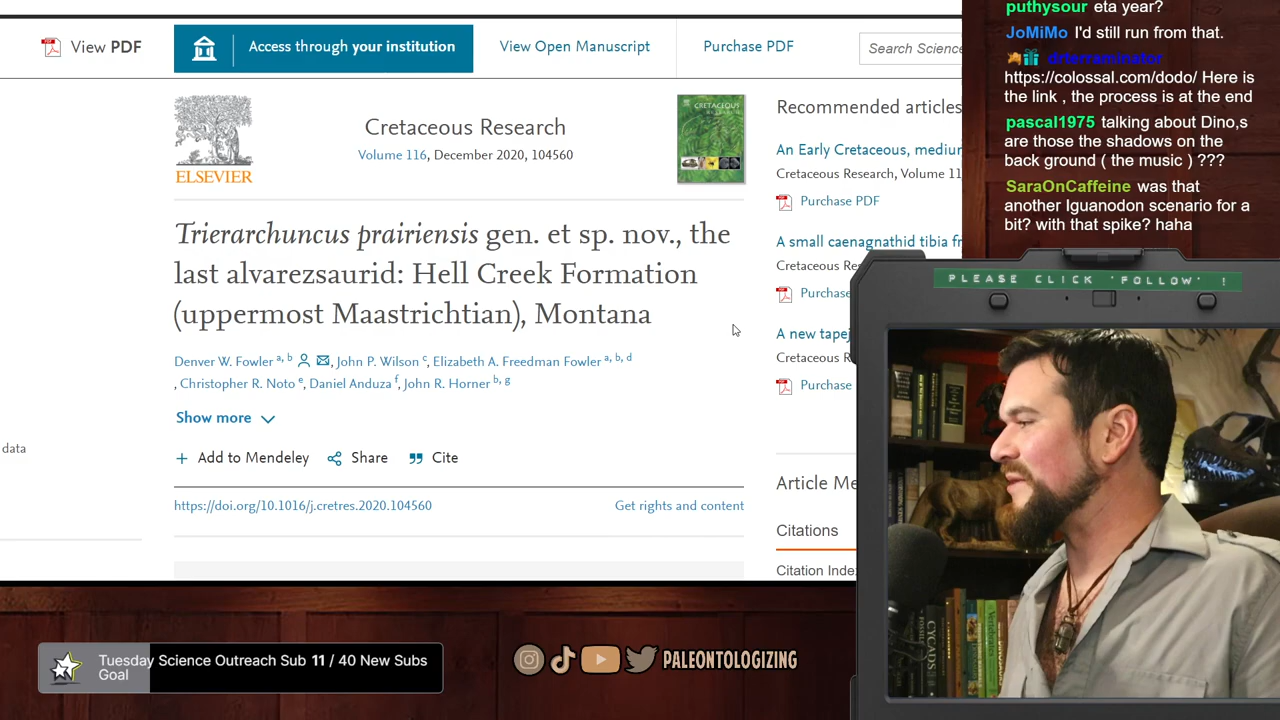 View PDF
Access through your institution
View Open Manuscript
Purchase PDF
Search Scienc
ELSEVIER
Cretaceous Research
Volume 116, December 2020, 104560
CRETACEOUS
RESEARCH
Trierarchuncus prairiensis gen. et sp. nov., the
last alvarezsaurid: Hell Creek Formation
(uppermost Maastrichtian), Montana
Denver W. Fowler a, b, John P. Wilson c, Elizabeth A. Freedman Fowler a, b, d
, Christopher R. Noto e, Daniel Anduza f, John R. Horner b, g
Show more
Add to Mendeley
Share
Cite
https://doi.org/10.1016/j.cretres.2020.104560
Get rights and content
data
Recommended articles
An Early Cretaceous, mediu
Cretaceous Research, Volume 11
Purchase PDF
A small caenagnathid tibia fr
Cretaceous Re
Purchase
A new tapej
Cretaceous Re
Purchase
Article Me
Citations
Citation Inde
puthysour eta year?
JoMiMo I'd still run from that.
drterraminator
https://colossal.com/dodo/ Here is
the link , the process is at the end
pascal1975 talking about Dino,s
are those the shadows on the
back ground ( the music ) ???
SaraOnCaffeine was that
another Iguanodon scenario for a
bit? with that spike? haha
PLEASE CLICK 'FOLLOW' !
CYCADS
Tuesday Science Outreach Sub
Goal
11 / 40 New Subs
PALEONTOLOGIZING